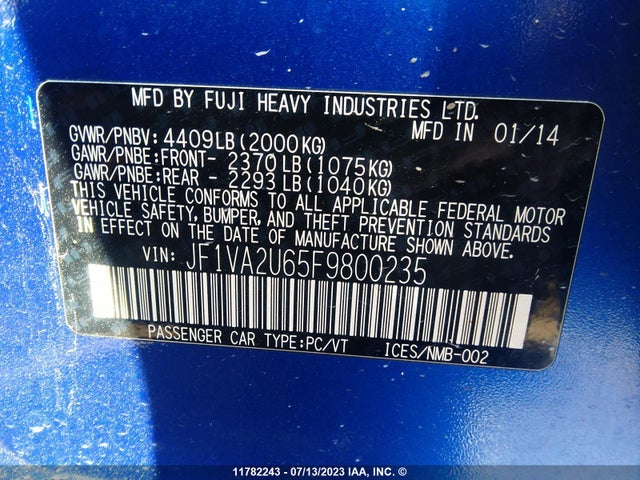 MFD BY FUJI HEAVY INDUSTRIES LTD.
MFD IN 01/14
GVWR/PNBV: 4409LB(2000KG)
GAWR/PNBE:FRONT- 2370LB(1075KG)
GAWR/PNBE:REAR - 2293LB(1040KG)
THIS VEHICLE CONFORMS TO ALL APPLICABLE FEDERAL MOTOR
VEHICLE SAFETY, BUMPER, AND THEFT PREVENTION STANDARDS
IN EFFECT ON THE DATE OF MANUFACTURE SHOWN ABOVE.
VIN: JF1VA2U65F9800235
PASSENGER CAR TYPE:PC/VT ICES/NMB-002
11782243 - 07/13/2023 IAA, INC. ©